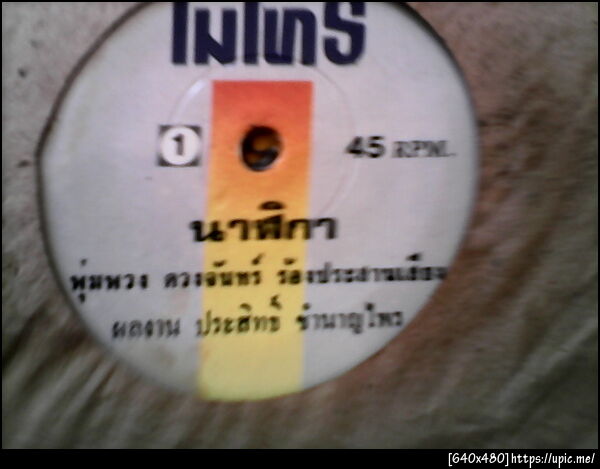 ไมโทร
1
45 RPM.
นาฬิกา
พุ่มพวง ดวงจันทร์ ร้องประสานเสียง
ผลงาน ประสิทธิ์ ชำนาญไพร
[640x480]https://upic.me/